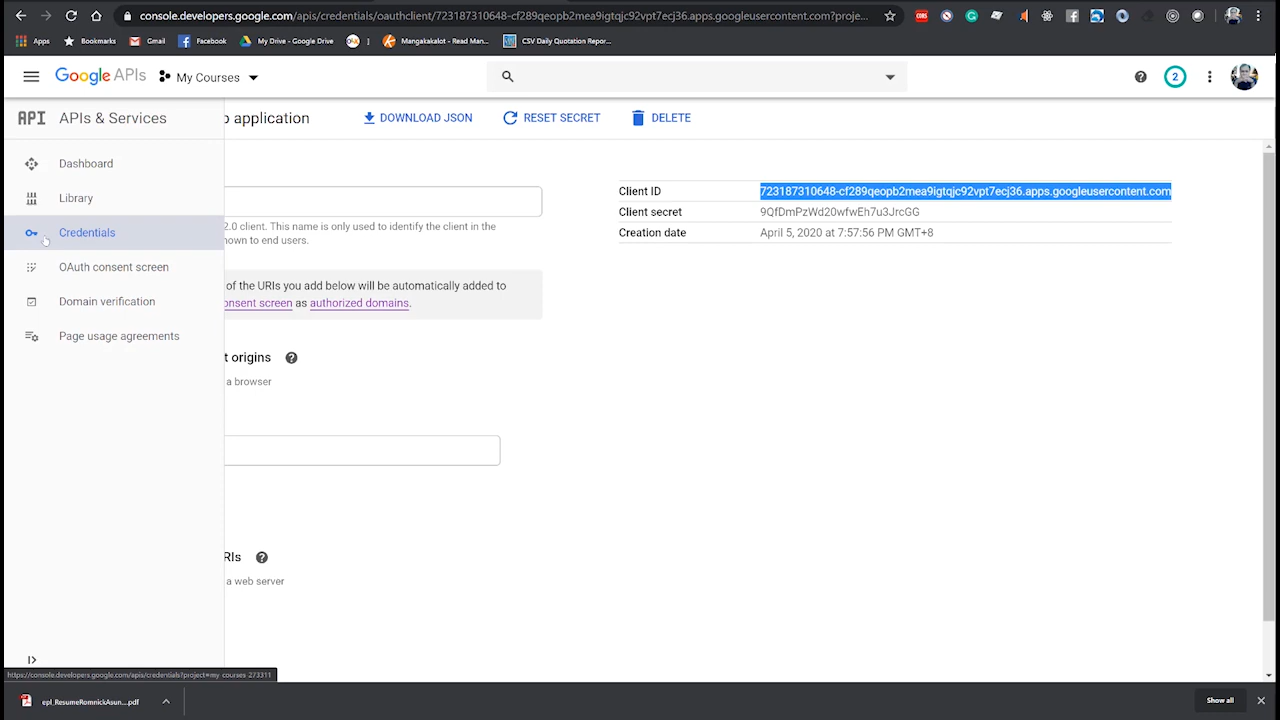 console.developers.google.com/apis/credentials/oauthclient/723187310648-cf289qeopb2mea9igtqjc92vpt7ecj36.apps.googleusercontent.com?proje...
Apps
Bookmarks
Gmail
Facebook
My Drive - Google Drive
Mangakakalot - Read Man...
CSV Daily Quotation Repor...
Google APIs
My Courses
2
API APIs & Services
application
DOWNLOAD JSON
RESET SECRET
DELETE
Dashboard
Library
Credentials
OAuth consent screen
Domain verification
Page usage agreements
2.0 client. This name is only used to identify the client in the
own to end users.
of the URIs you add below will be automatically added to
onsent screen as authorized domains.
t origins
a browser
RIs
a web server
Client ID 723187310648-cf289qeopb2mea9igtqjc92vpt7ecj36.apps.googleusercontent.com
Client secret 9QfDmPzWd20wfwEh7u3JrcGG
Creation date April 5, 2020 at 7:57:56 PM GMT+8
https://console.developers.google.com/apis/credentials?project=my-courses-273311
epl_ResumeRomnickAsun....pdf
Show all